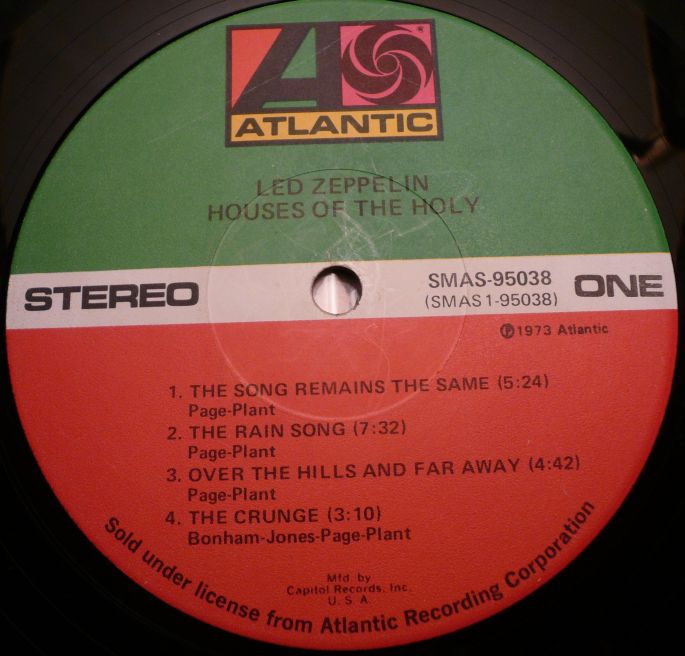 ATLANTIC
LED ZEPPELIN
HOUSES OF THE HOLY
STEREO
SMAS-95038
(SMAS 1-95038)
ONE
℗1973 Atlantic
1. THE SONG REMAINS THE SAME (5:24)
Page-Plant
2. THE RAIN SONG (7:32)
Page-Plant
3. OVER THE HILLS AND FAR AWAY (4:42)
Page-Plant
4. THE CRUNGE (3:10)
Bonham-Jones-Page-Plant
Mfd. by
Capitol Records, Inc.
U. S. A.
Sold under license from Atlantic Recording Corporation